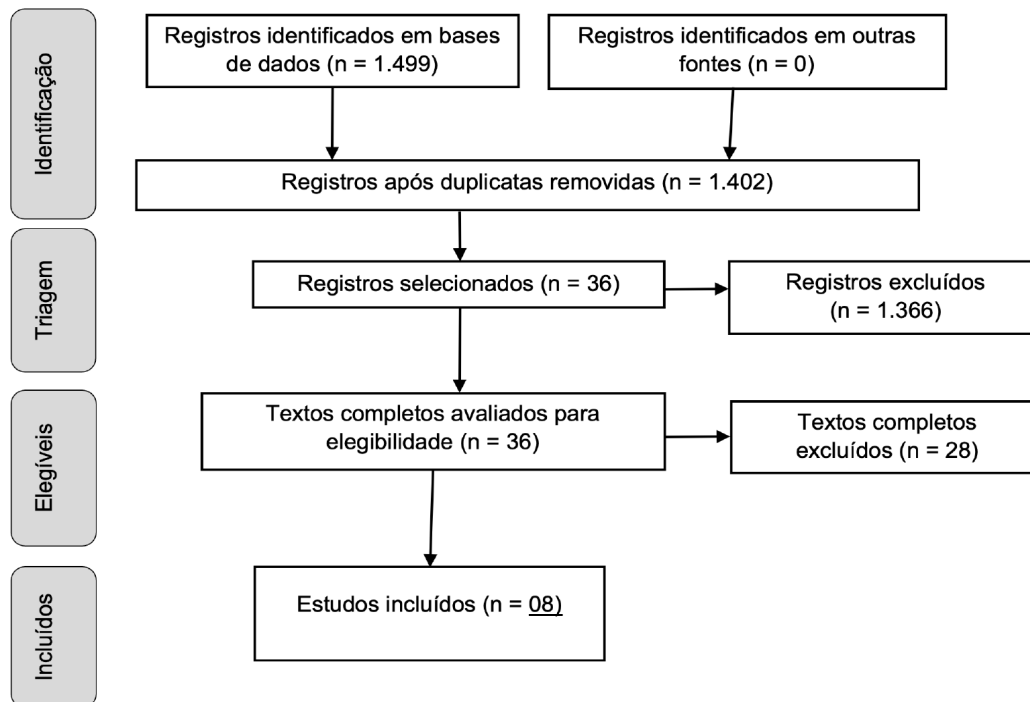 Identificação
Registros identificados em bases
de dados (n = 1.499)
Registros identificados em outras
fontes (n = 0)
Registros após duplicatas removidas (n = 1.402)
Triagem
Registros selecionados (n = 36)
Registros excluídos
(n = 1.366)
Elegíveis
Textos completos avaliados para
elegibilidade (n = 36)
Textos completos
excluídos (n = 28)
Incluídos
Estudos incluídos (n = 08)